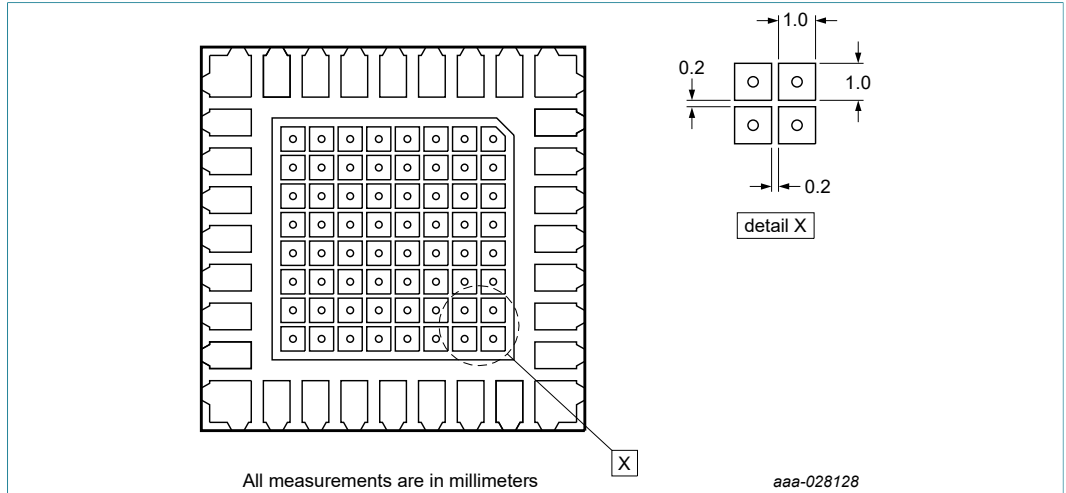 1.0
0.2
1.0
0.2
detail X
X
All measurements are in millimeters
aaa-028128